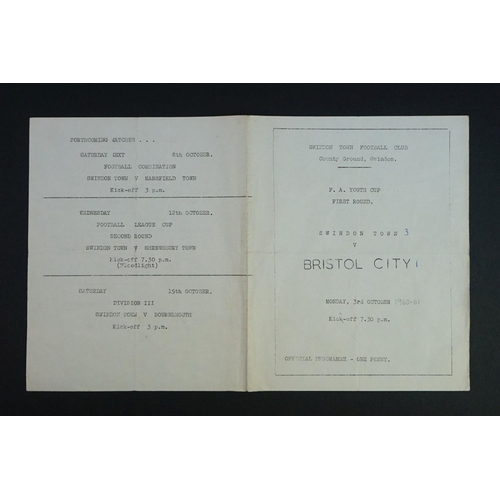 FORTHCOMING MATCHES . . .
SATURDAY NEXT 8th OCTOBER.
FOOTBALL COMBINATION
SWINDON TOWN V MANSFIELD TOWN
Kick-off 3 p.m.
WEDNESDAY 12th OCTOBER.
FOOTBALL LEAGUE CUP
SECOND ROUND
SWINDON TOWN V SHREWSBURY TOWN
Kick-off 7.30 p.m.
(Floodlight)
SATURDAY 15th OCTOBER.
DIVISION III
SWINDON TOWN V BOURNEMOUTH
Kick-off 3 p.m.
SWINDON TOWN FOOTBALL CLUB
County Ground, Swindon.
F.A. YOUTH CUP
FIRST ROUND.
SWINDON TOWN 3
V
BRISTOL CITY 1
MONDAY, 3rd OCTOBER 1960-61
Kick-off 7.30 p.m.
OFFICIAL PROGRAMME - ONE PENNY.